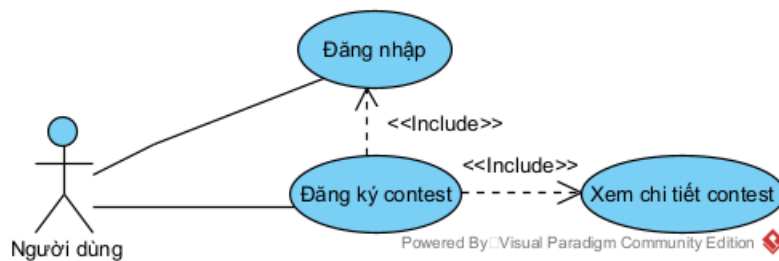 Đăng nhập
<<Include>>
<<Include>>
Đăng ký contest
Xem chi tiết contest
Người dùng
Powered By Visual Paradigm Community Edition